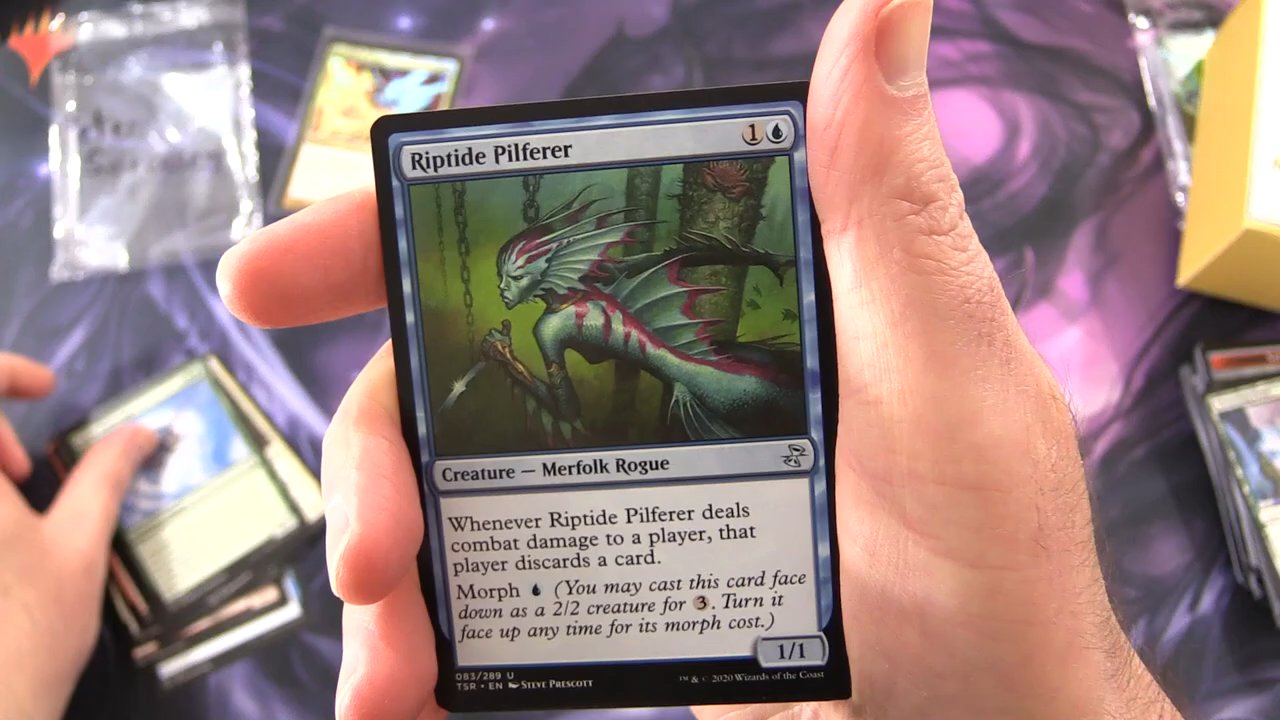 Riptide Pilferer
1
Creature — Merfolk Rogue
Whenever Riptide Pilferer deals
combat damage to a player, that
player discards a card.
Morph (You may cast this card face
down as a 2/2 creature for 3. Turn it
face up any time for its morph cost.)
1/1
083/289 U
TSR • EN Steve Prescott
™ & © 2020 Wizards of the Coast